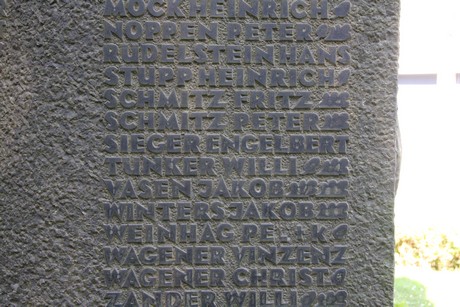 MOCK HEINRICH
NOPPEN PETER
RUDELSTEIN HANS
STUPP HEINRICH
SCHMITZ FRITZ
SCHMITZ PETER
SIEGER ENGELBERT
TUNKER WILLI
VASEN JAKOB
WINTERS JAKOB
WEINHAG PEL + K
WAGENER VINZENZ
WAGENER CHRIST
ZANDER WILLI